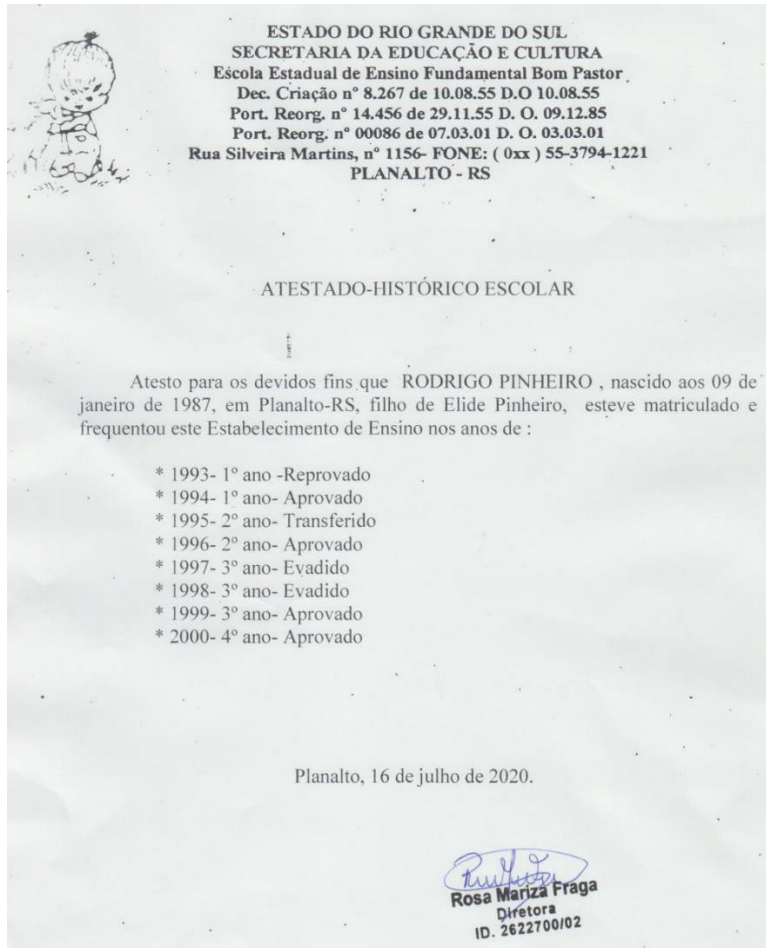 ESTADO DO RIO GRANDE DO SUL
SECRETARIA DA EDUCAÇÃO E CULTURA
Escola Estadual de Ensino Fundamental Bom Pastor
Dec. Criação nº 8.267 de 10.08.55 D.O 10.08.55
Port. Reorg. nº 14.456 de 29.11.55 D. O. 09.12.85
Port. Reorg. nº 00086 de 07.03.01 D. O. 03.03.01
Rua Silveira Martins, nº 1156- FONE: ( 0xx ) 55-3794-1221
PLANALTO - RS
ATESTADO-HISTÓRICO ESCOLAR
Atesto para os devidos fins que RODRIGO PINHEIRO , nascido aos 09 de
janeiro de 1987, em Planalto-RS, filho de Elide Pinheiro, esteve matriculado e
frequentou este Estabelecimento de Ensino nos anos de :
* 1993- 1º ano -Reprovado
* 1994- 1º ano- Aprovado
* 1995- 2º ano- Transferido
* 1996- 2º ano- Aprovado
* 1997- 3º ano- Evadido
* 1998- 3º ano- Evadido
* 1999- 3º ano- Aprovado
* 2000- 4º ano- Aprovado
Planalto, 16 de julho de 2020.
Rosa Mariza Fraga
Diretora
ID. 2622700/02